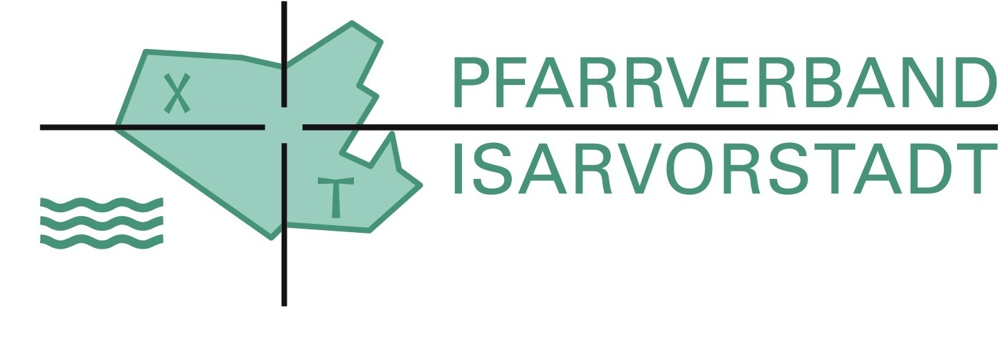 X
PFARRVERBAND
ISARVORSTADT
T